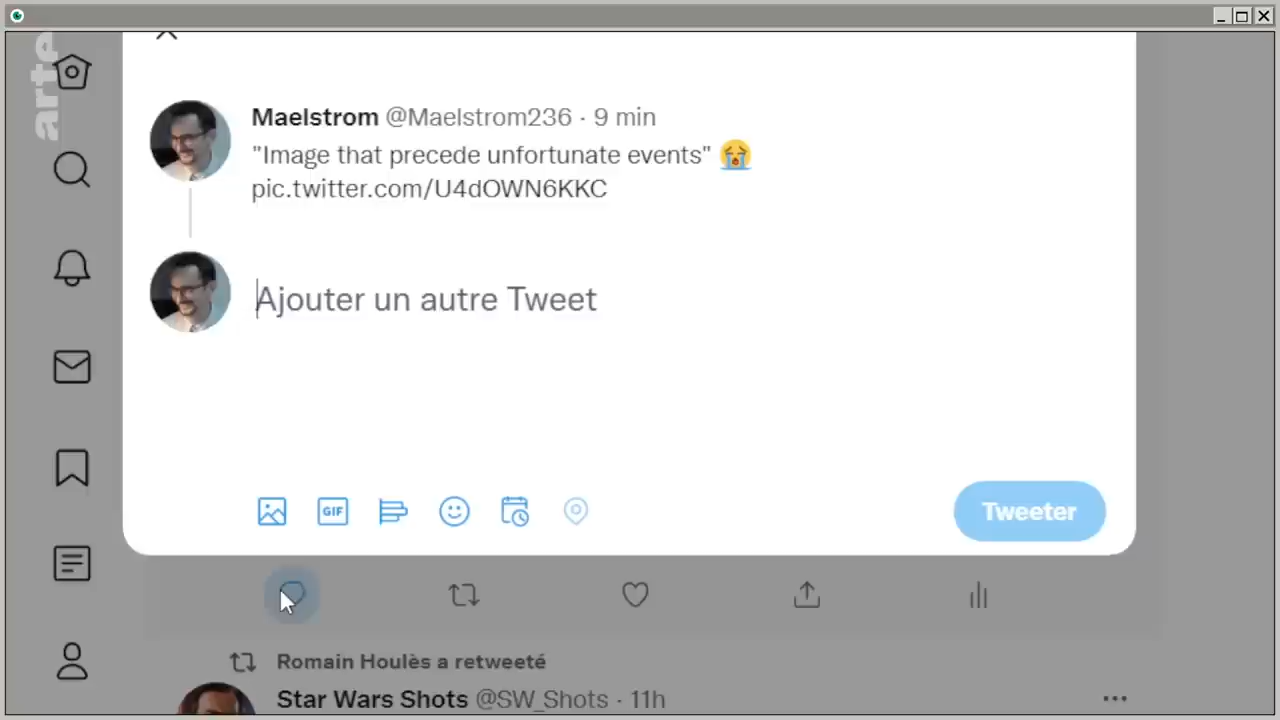 arte
Maelstrom @Maelstrom236 · 9 min
"Image that precede unfortunate events" 😭
pic.twitter.com/U4dOWN6KKC
Ajouter un autre Tweet
GIF
Tweeter
Romain Houlès a retweeté
Star Wars Shots @SW_Shots · 11h